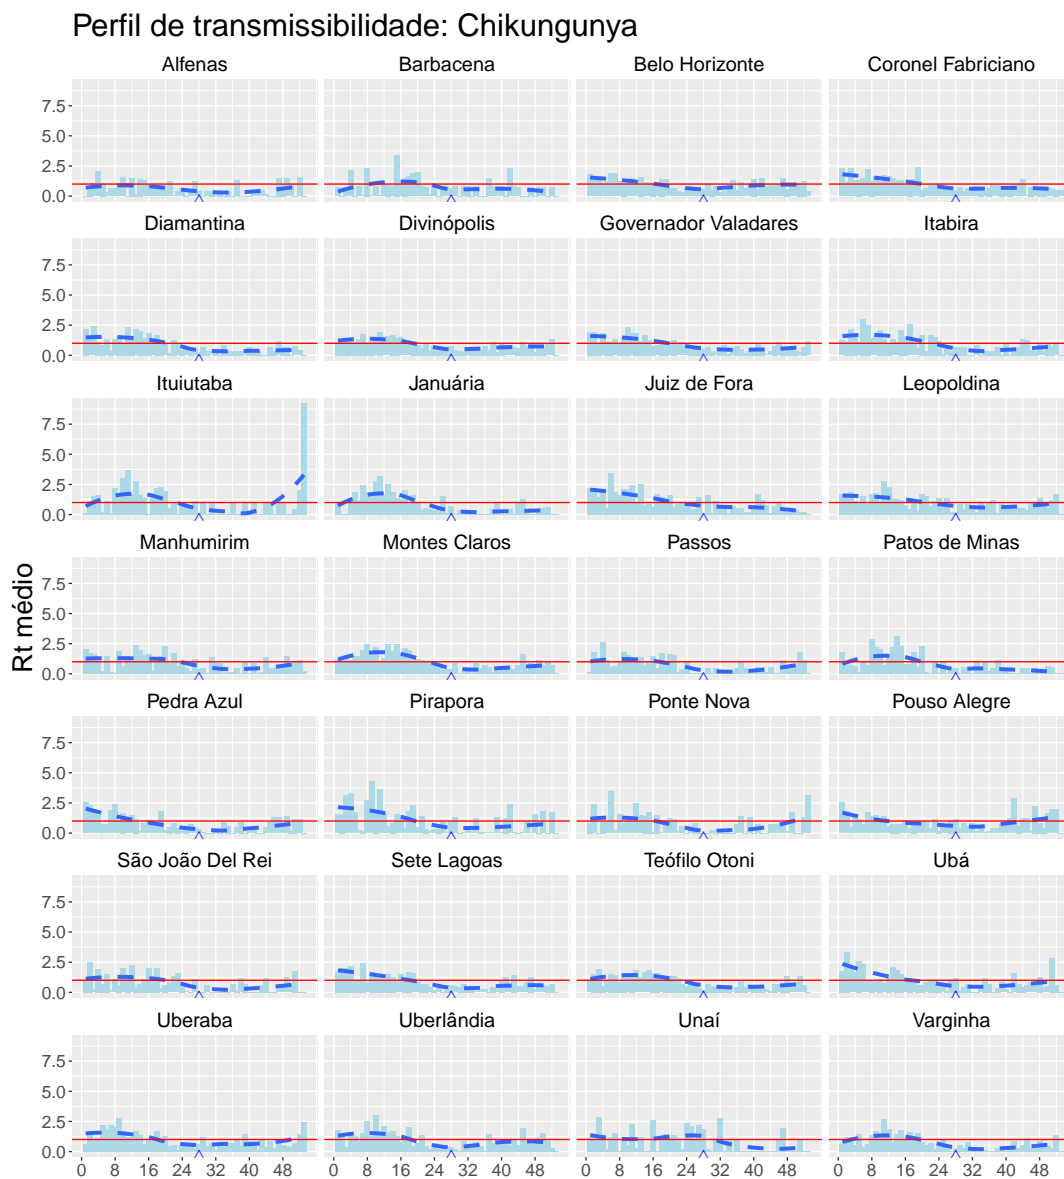 Perfil de transmissibilidade: Chikungunya
Alfenas Barbacena Belo Horizonte Coronel Fabriciano
7.5
5.0
2.5
0.0
Diamantina Divinópolis Governador Valadares Itabira
7.5
5.0
2.5
0.0
Ituiutaba Januária Juiz de Fora Leopoldina
7.5
5.0
2.5
0.0
Manhumirim Montes Claros Passos Patos de Minas
7.5
5.0
2.5
0.0
Rt médio
Pedra Azul Pirapora Ponte Nova Pouso Alegre
7.5
5.0
2.5
0.0
São João Del Rei Sete Lagoas Teófilo Otoni Ubá
7.5
5.0
2.5
0.0
Uberaba Uberlândia Unaí Varginha
7.5
5.0
2.5
0.0
0 8 16 24 32 40 48 0 8 16 24 32 40 48 0 8 16 24 32 40 48 0 8 16 24 32 40 48